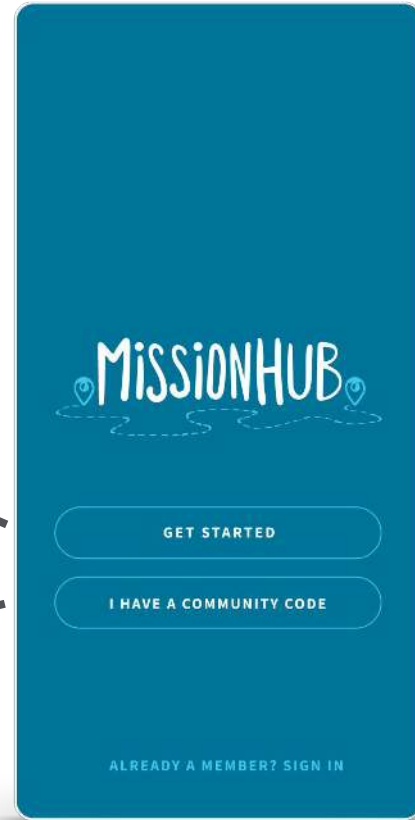 MissionHub
GET STARTED
I HAVE A COMMUNITY CODE
ALREADY A MEMBER? SIGN IN